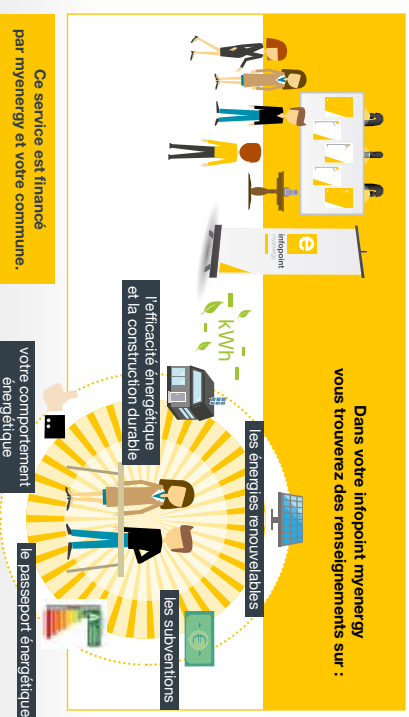 Dans votre infopoint myenergy
vous trouverez des renseignements sur :
e
infopoint
myenergy
kWh
les énergies renouvelables
l'efficacité énergétique
et la construction durable
les subventions
votre comportement
énergétique
le passeport énergétique
A
Ce service est financé
par myenergy et votre commune.